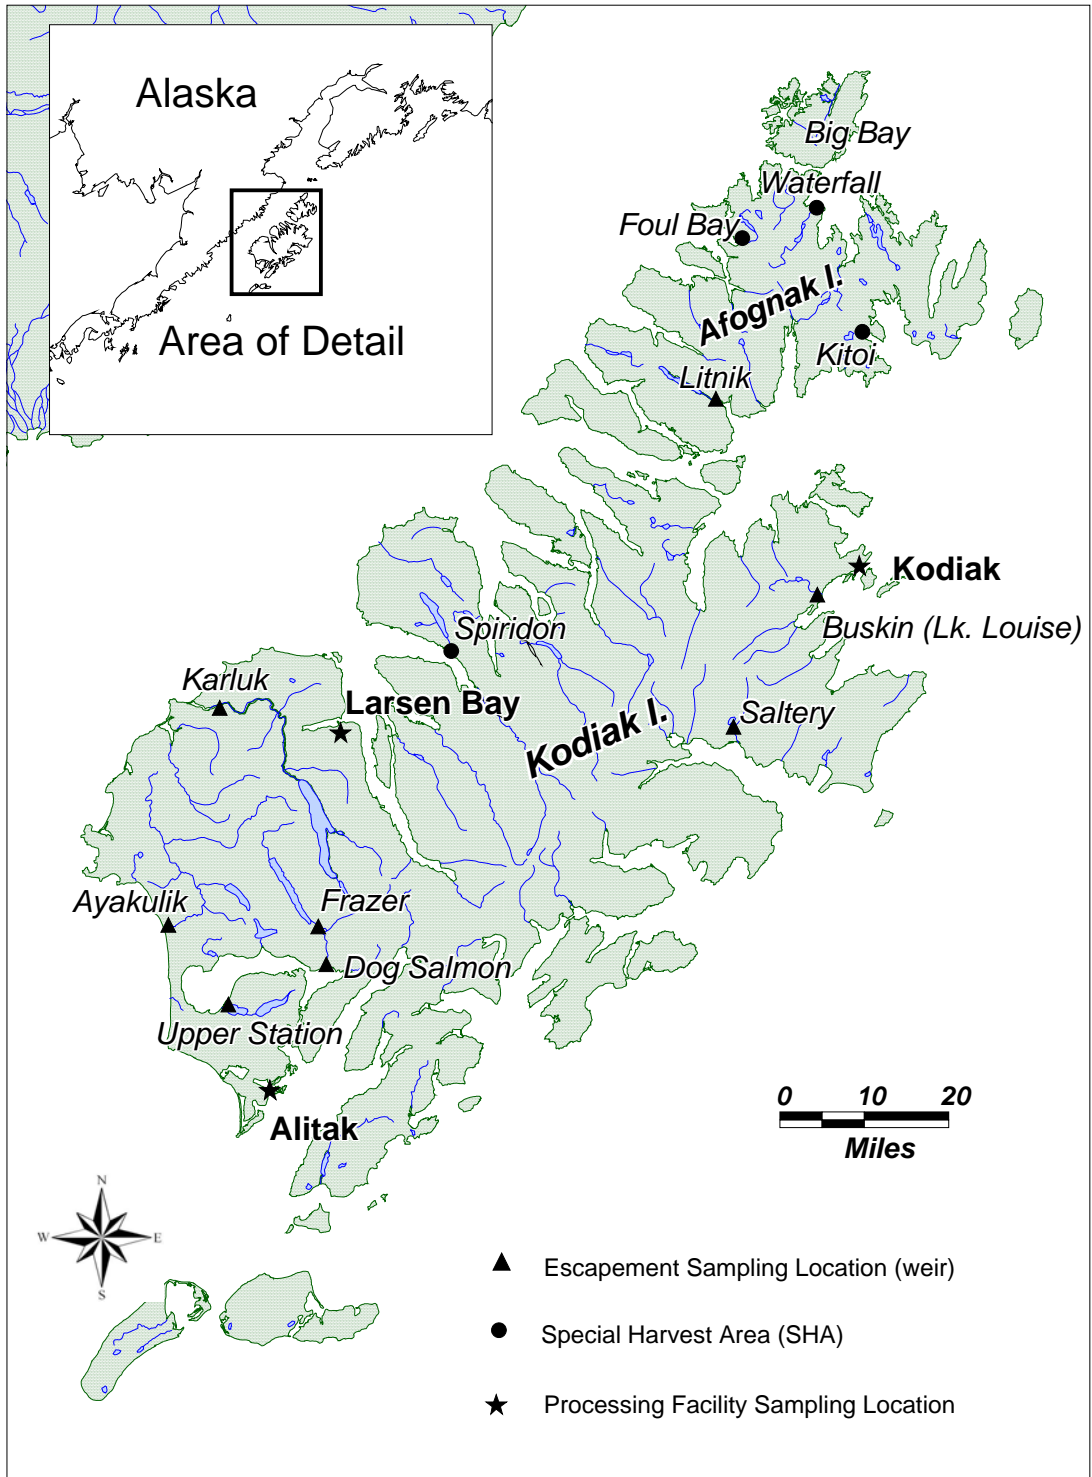 Alaska
Area of Detail
Big Bay
Waterfall
Foul Bay
Afognak I.
Kitoi
Litnik
Kodiak
Buskin (Lk. Louise)
Spiridon
Karluk
Larsen Bay
Saltery
Kodiak I.
Ayakulik
Frazer
Dog Salmon
Upper Station
Alitak
0 10 20
Miles
N
W E
S
Escapement Sampling Location (weir)
Special Harvest Area (SHA)
Processing Facility Sampling Location